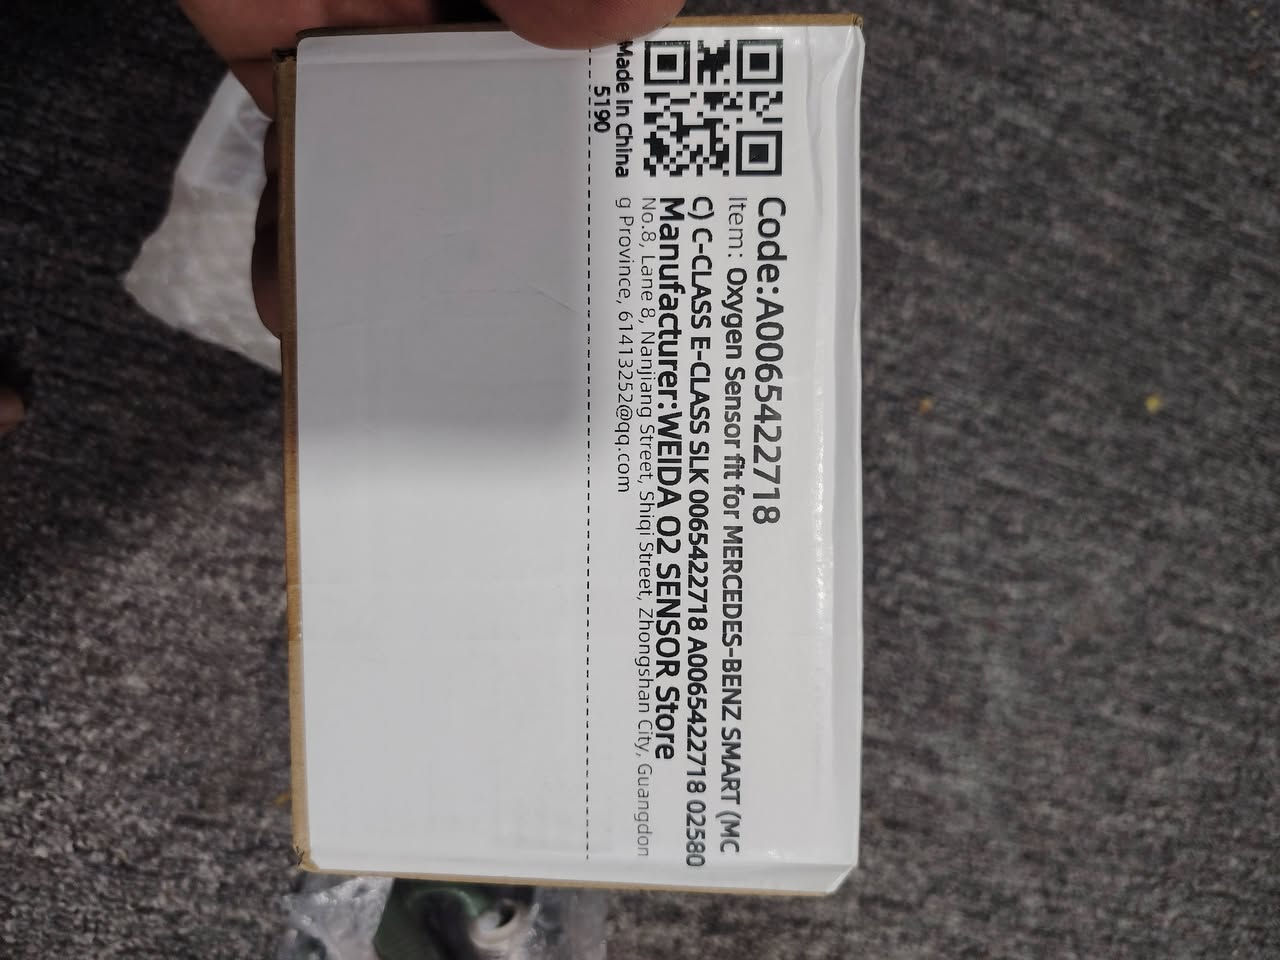 Code:A0065422718
Item: Oxygen Sensor fit for MERCEDES-BENZ SMART (MC
C) C-CLASS E-CLASS SLK 0065422718 A0065422718 02580
Manufacturer:WEIDA O2 SENSOR Store
No.8, Lane 8, Nanjiang Street, Shiqi Street, Zhongshan City, Guangdon
g Province, 61413252@qq.com
Made In China
5190